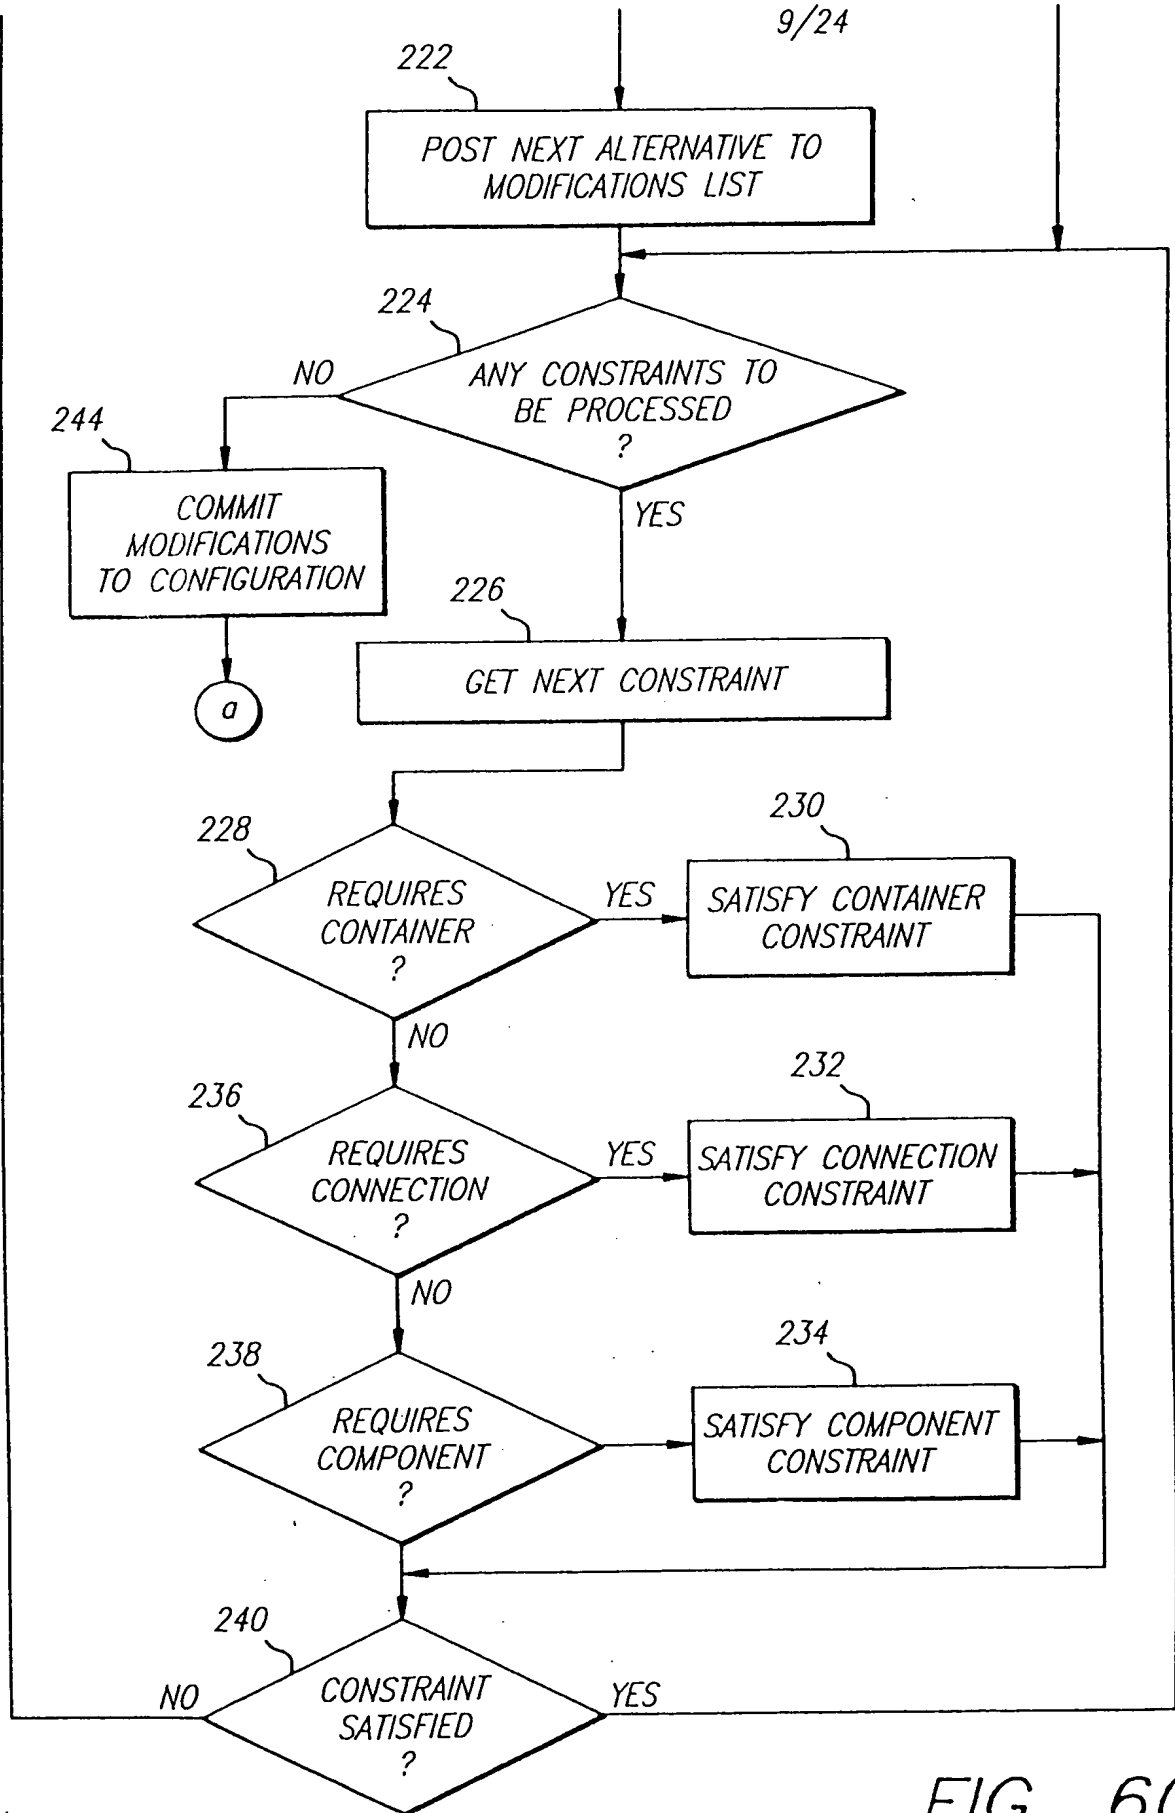 9/24
222
POST NEXT ALTERNATIVE TO
MODIFICATIONS LIST
224
NO
ANY CONSTRAINTS TO
BE PROCESSED
?
244
COMMIT
MODIFICATIONS
TO CONFIGURATION
YES
226
GET NEXT CONSTRAINT
a
228
REQUIRES
CONTAINER
?
YES
230
SATISFY CONTAINER
CONSTRAINT
NO
236
REQUIRES
CONNECTION
?
YES
232
SATISFY CONNECTION
CONSTRAINT
NO
238
REQUIRES
COMPONENT
?
234
SATISFY COMPONENT
CONSTRAINT
240
NO
CONSTRAINT
SATISFIED
?
YES
FIG